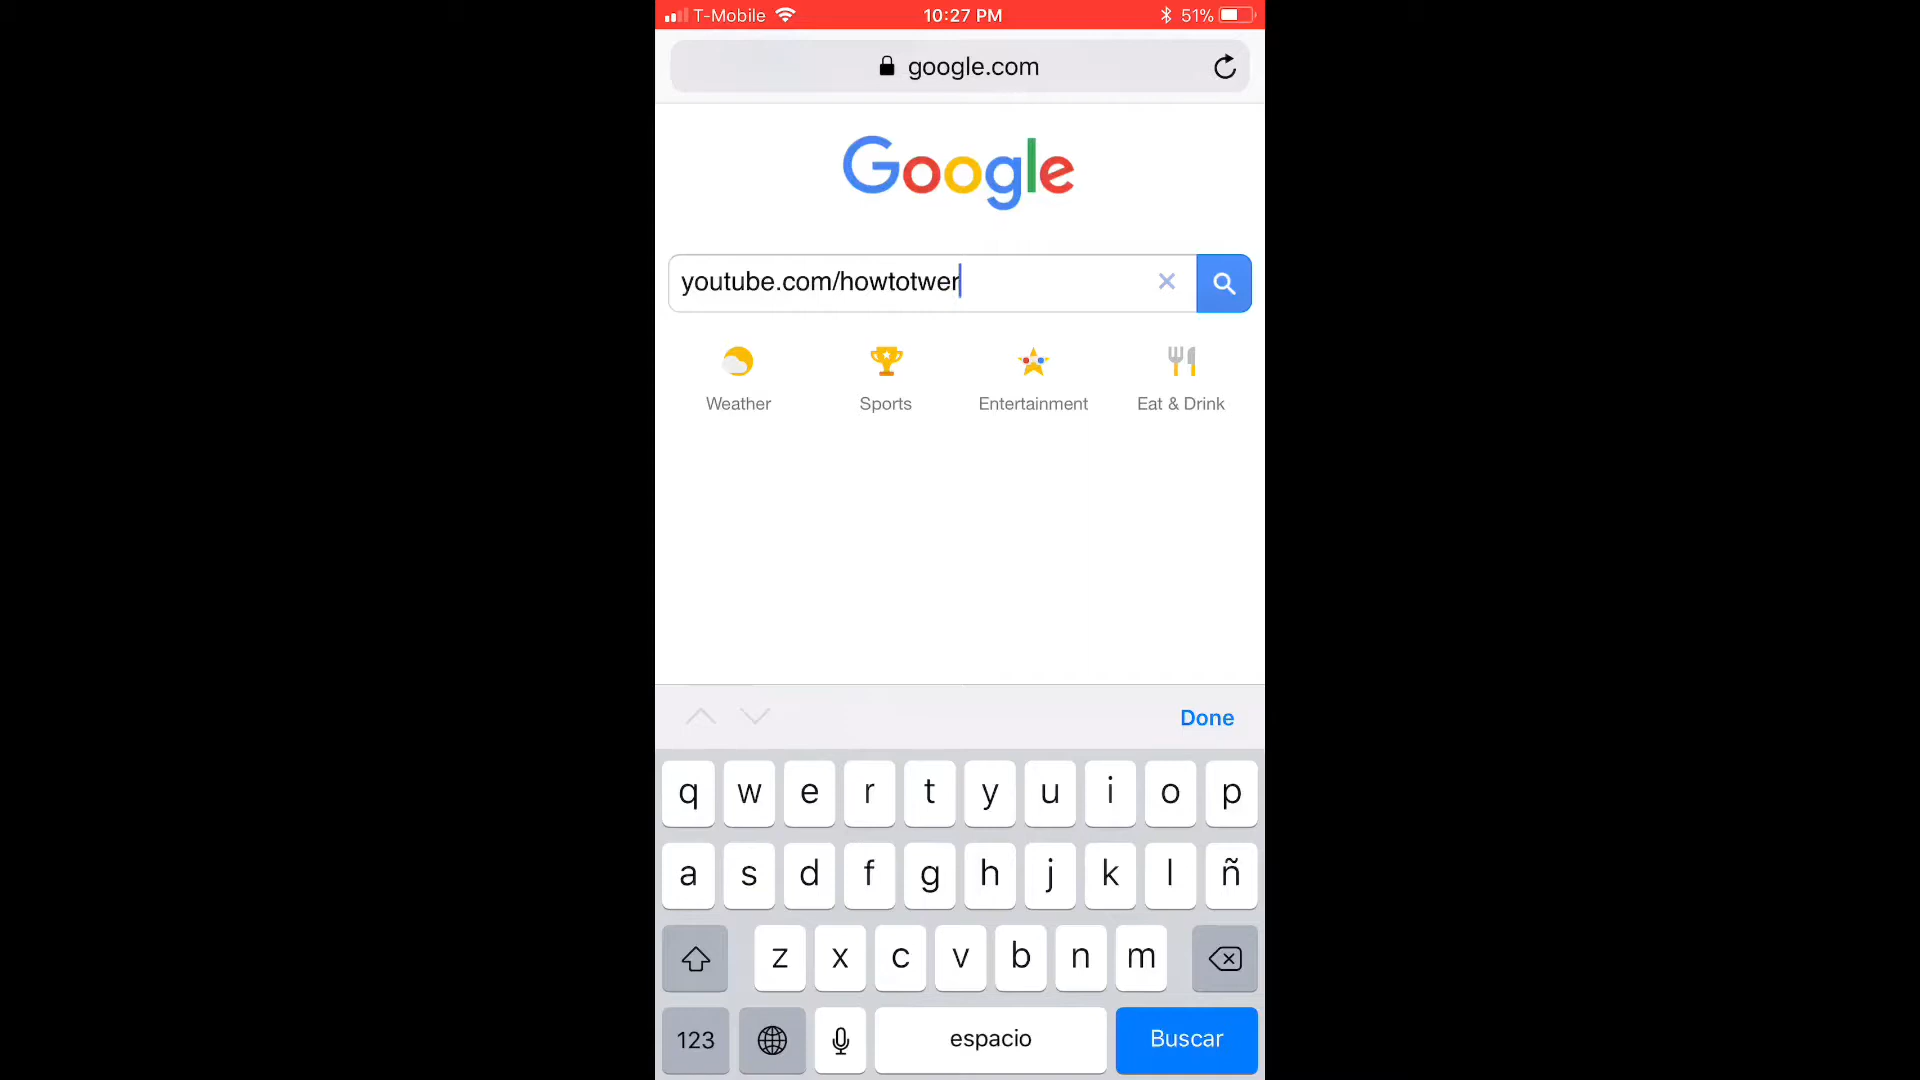 T-Mobile 10:27 PM 51%
google.com
Google
youtube.com/howtotwer
Weather Sports Entertainment Eat & Drink
Done
q w e r t y u i o p
a s d f g h j k l ñ
z x c v b n m
123 espacio Buscar